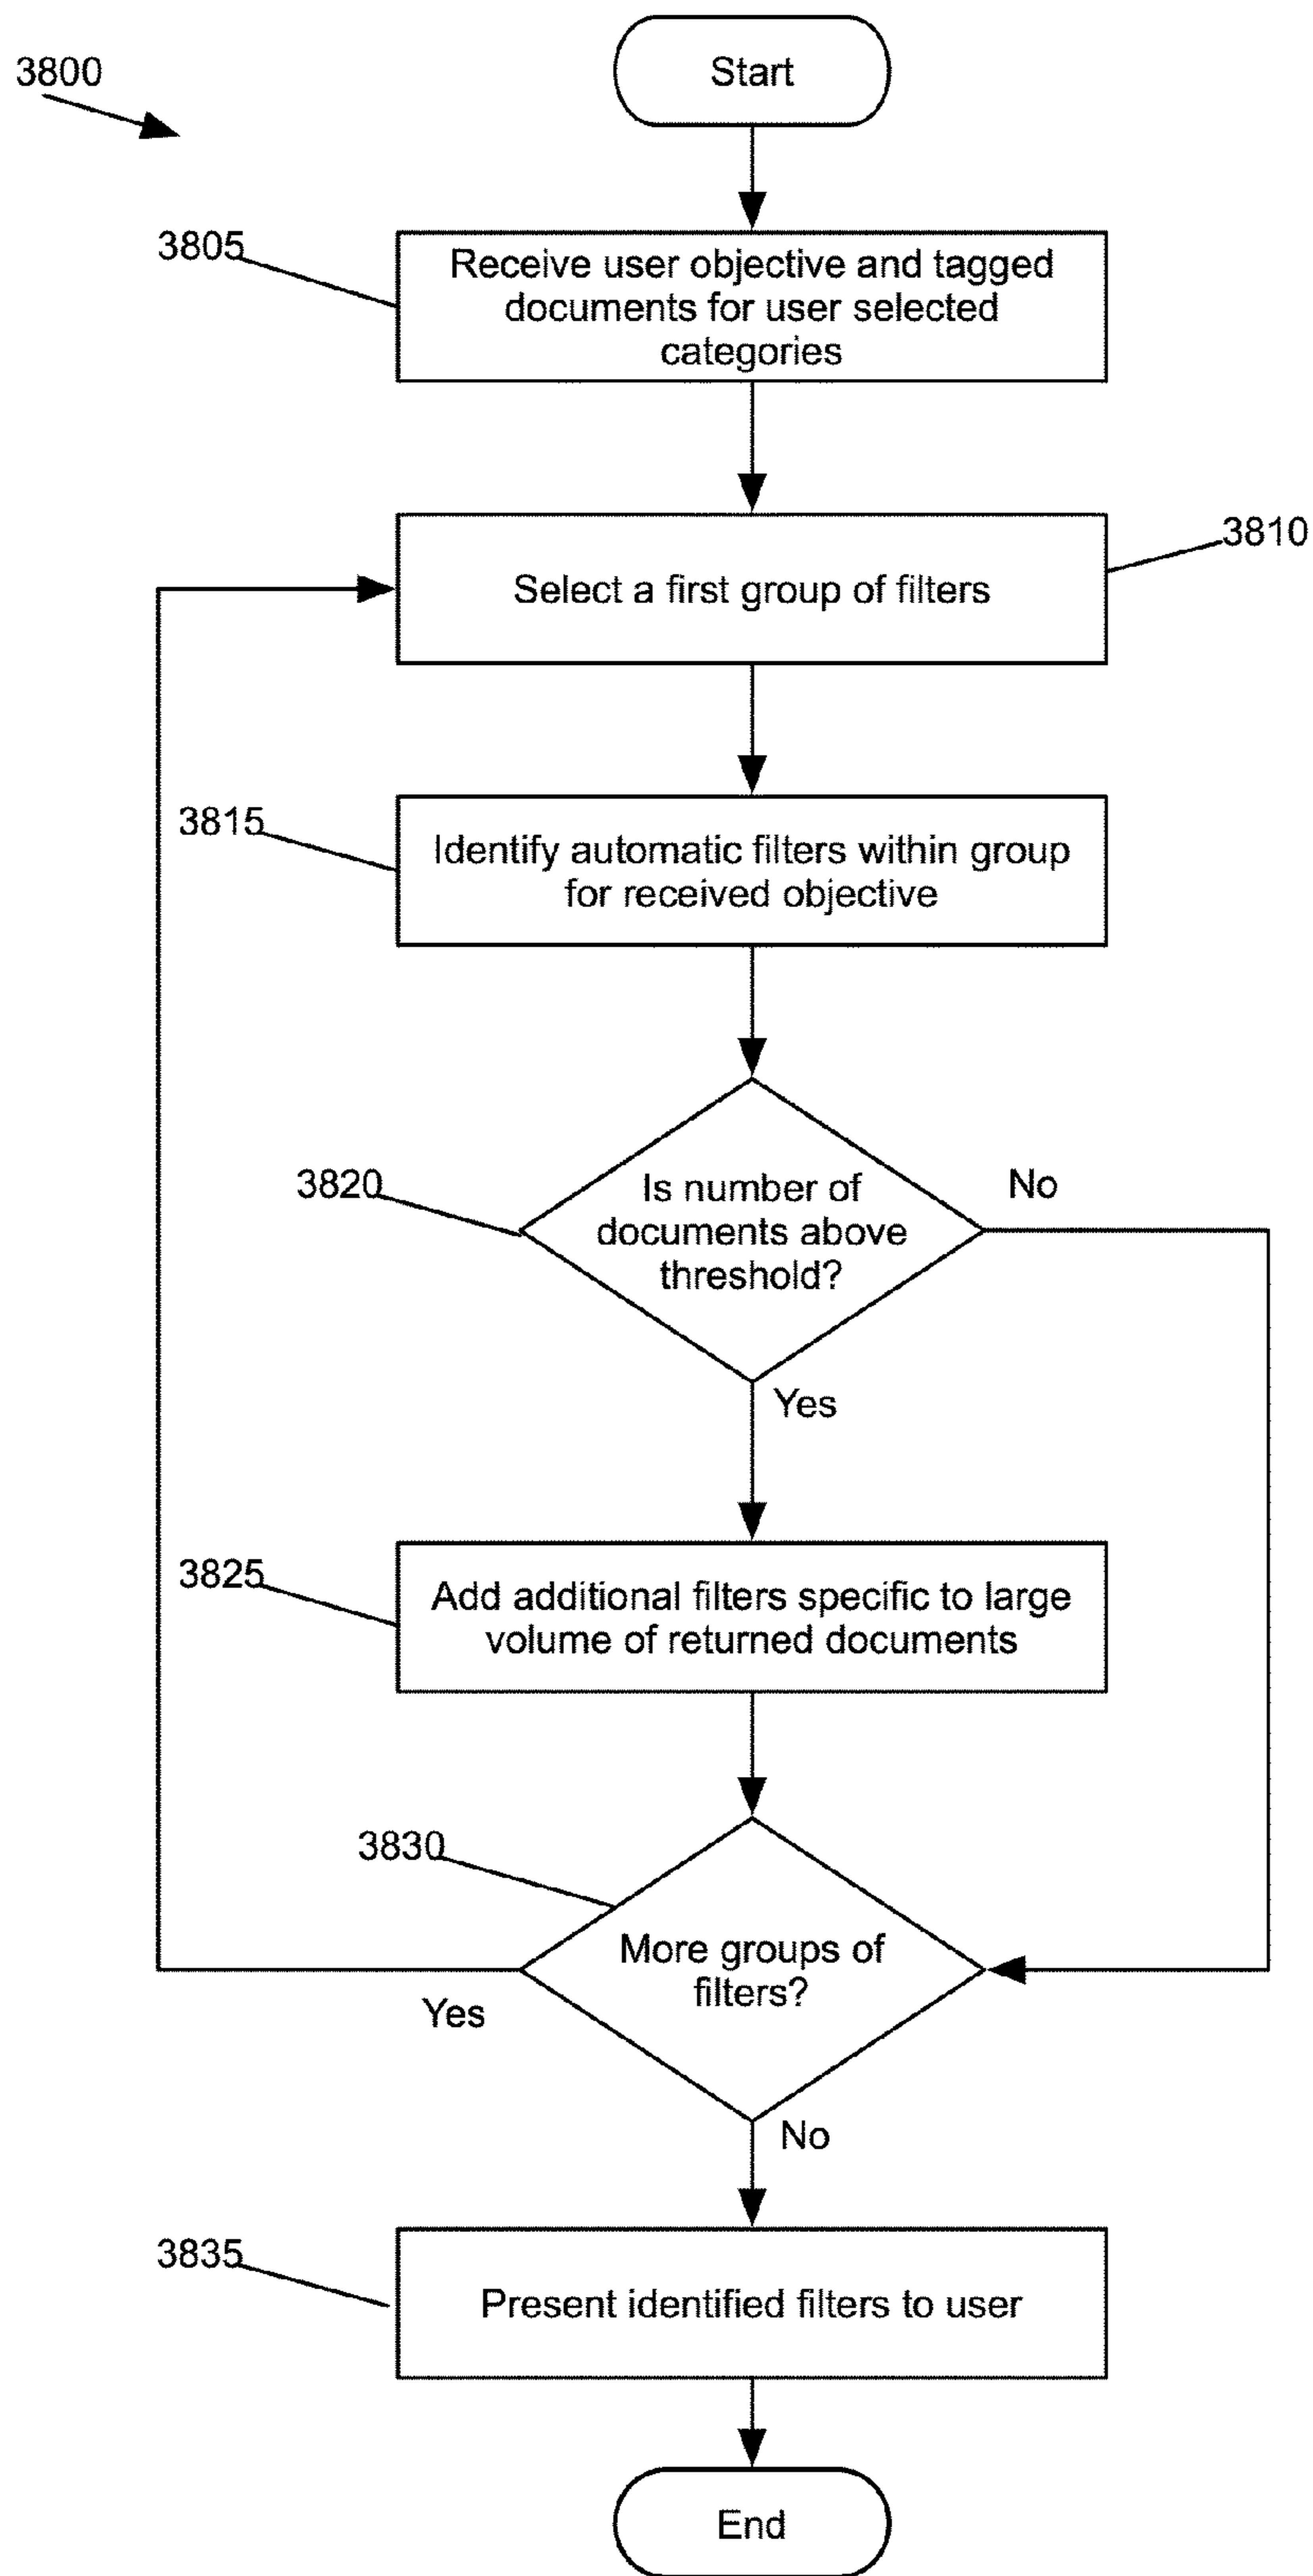 3800
Start
3805
Receive user objective and tagged
documents for user selected
categories
3810
Select a first group of filters
3815
Identify automatic filters within group
for received objective
3820
Is number of
documents above
threshold?
No
Yes
3825
Add additional filters specific to large
volume of returned documents
3830
More groups of
filters?
Yes
No
3835
Present identified filters to user
End